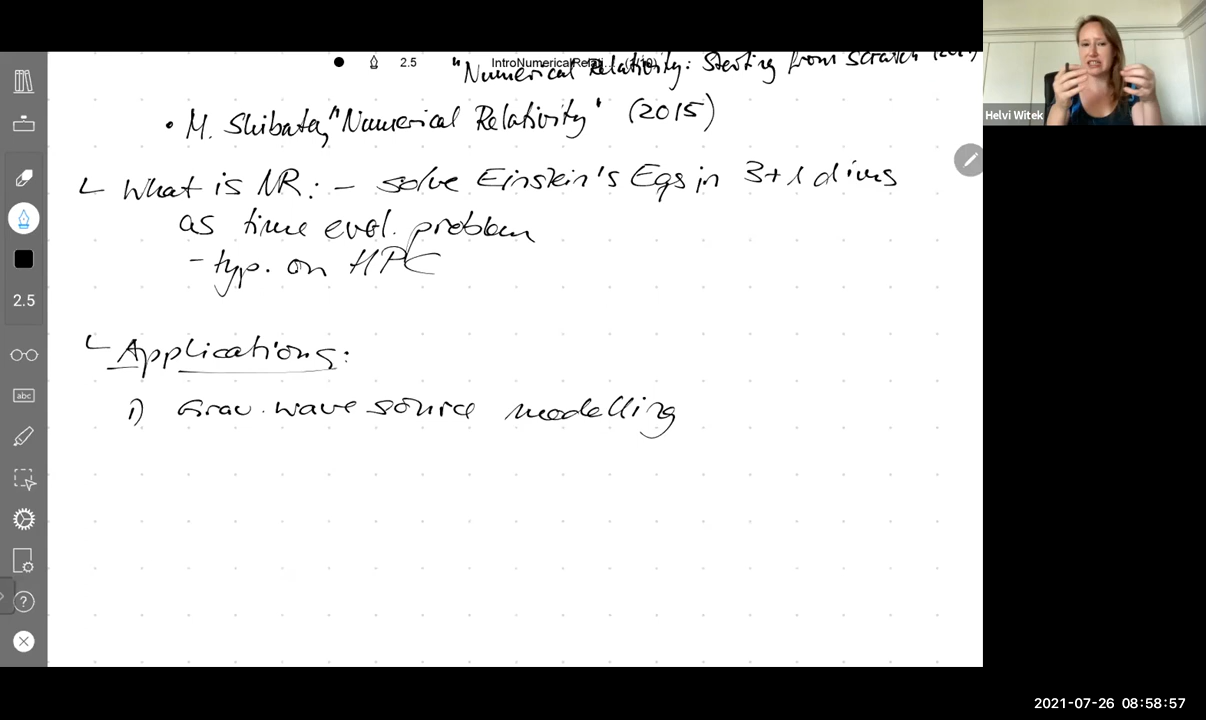 2.5 IntroNumericalRelati
"Numerical Relativity: Starting from Scratch
• M. Shibata, "Numerical Relativity" (2015)
Helvi Witek
What is NR: - solve Einstein's Eqs in 3+1 dims
as time evol. problem
- typ. on HPC
2.5
Applications:
abc
i) Grav. wave source modelling
?
2021-07-26 08:58:57